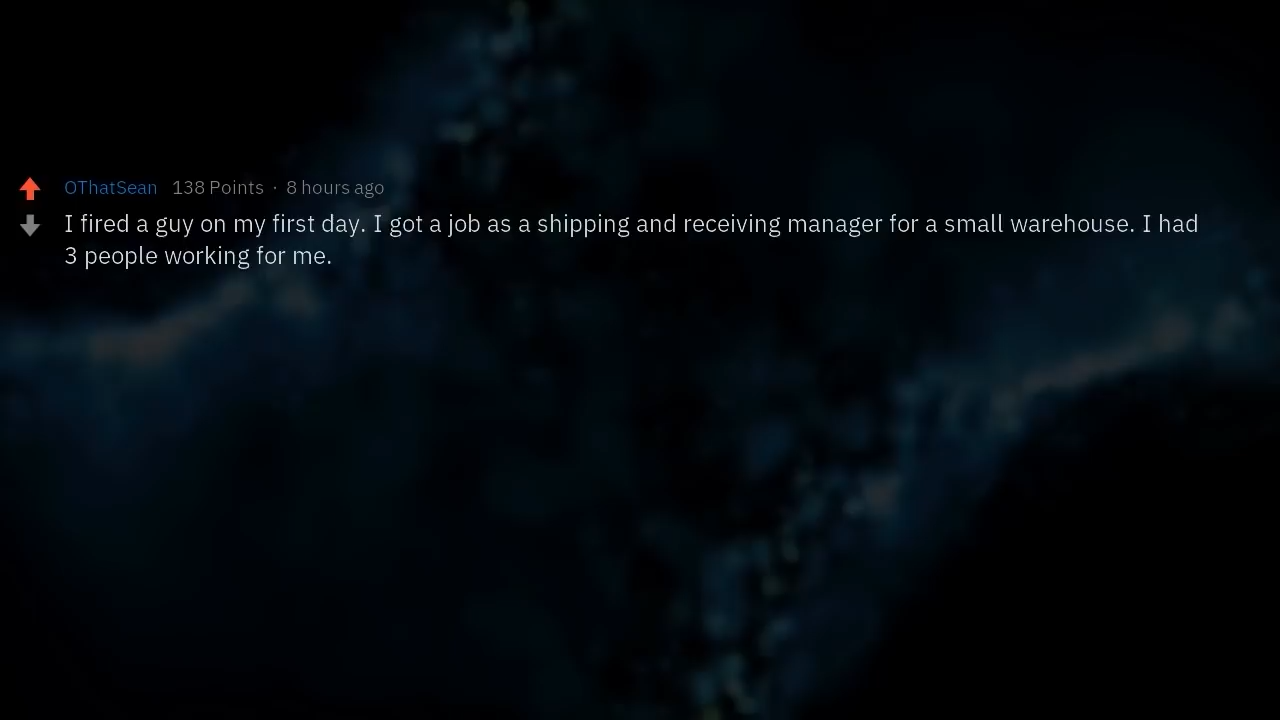 OThatSean 138 Points · 8 hours ago
I fired a guy on my first day. I got a job as a shipping and receiving manager for a small warehouse. I had
3 people working for me.